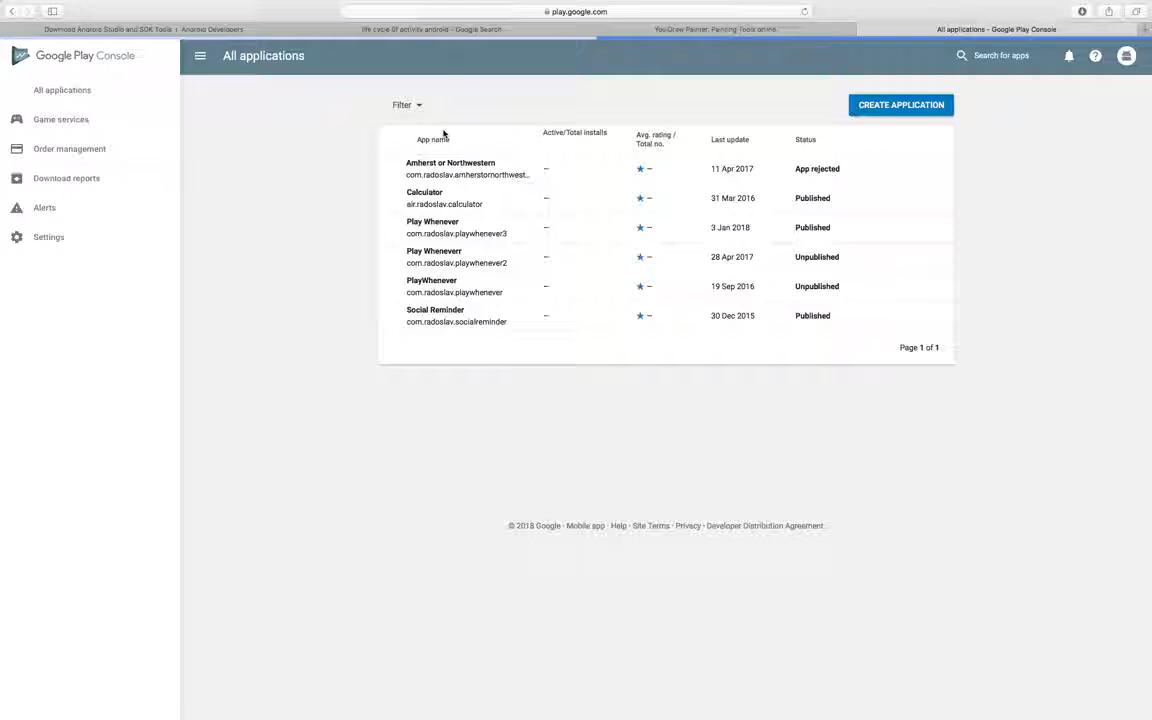 play.google.com
Download Android Studio and SDK Tools | Android Developers
life cycle of activity android - Google Search
YouiDraw Painter. Painting Tools online.
All applications - Google Play Console
Google Play Console
All applications
Search for apps
All applications
Game services
Order management
Download reports
Alerts
Settings
Filter
CREATE APPLICATION
App name
Active/Total installs
Avg. rating /
Total no.
Last update
Status
Amherst or Northwestern
com.radoslav.amherstornorthwest...
– ★ – 11 Apr 2017 App rejected
Calculator
air.radoslav.calculator
– ★ – 31 Mar 2016 Published
Play Whenever
com.radoslav.playwhenever3
– ★ – 3 Jan 2018 Published
Play Wheneverr
com.radoslav.playwhenever2
– ★ – 28 Apr 2017 Unpublished
PlayWhenever
com.radoslav.playwhenever
– ★ – 19 Sep 2016 Unpublished
Social Reminder
com.radoslav.socialreminder
– ★ – 30 Dec 2015 Published
Page 1 of 1
© 2018 Google · Mobile app · Help · Site Terms · Privacy · Developer Distribution Agreement